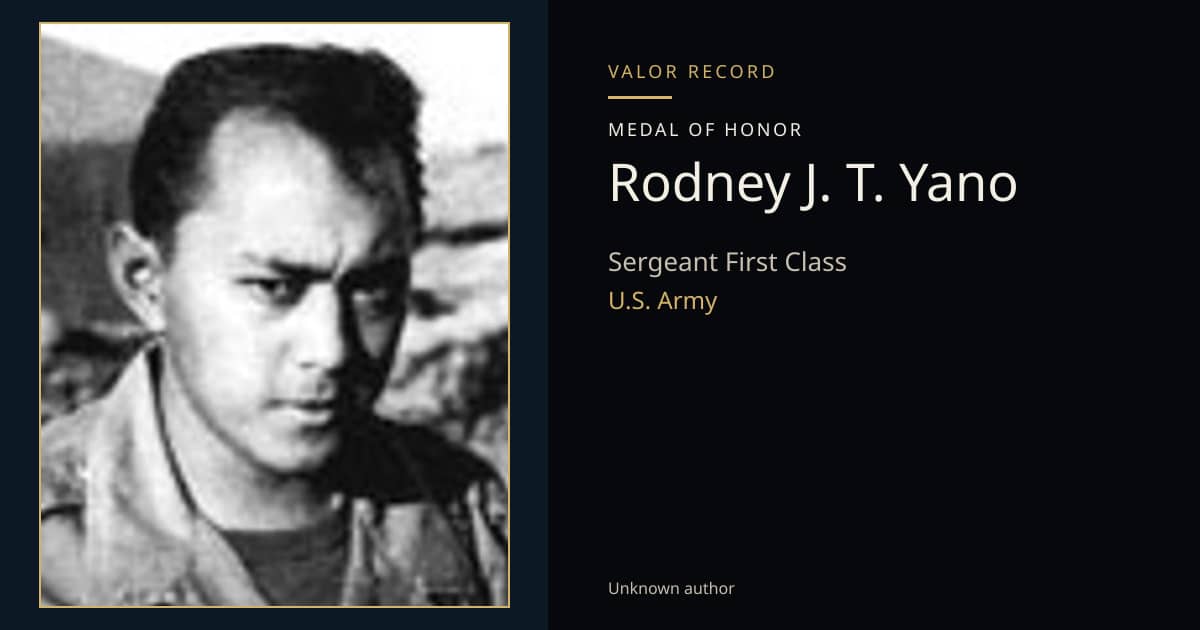 VALOR RECORD
MEDAL OF HONOR
Rodney J. T. Yano
Sergeant First Class
U.S. Army
Unknown author